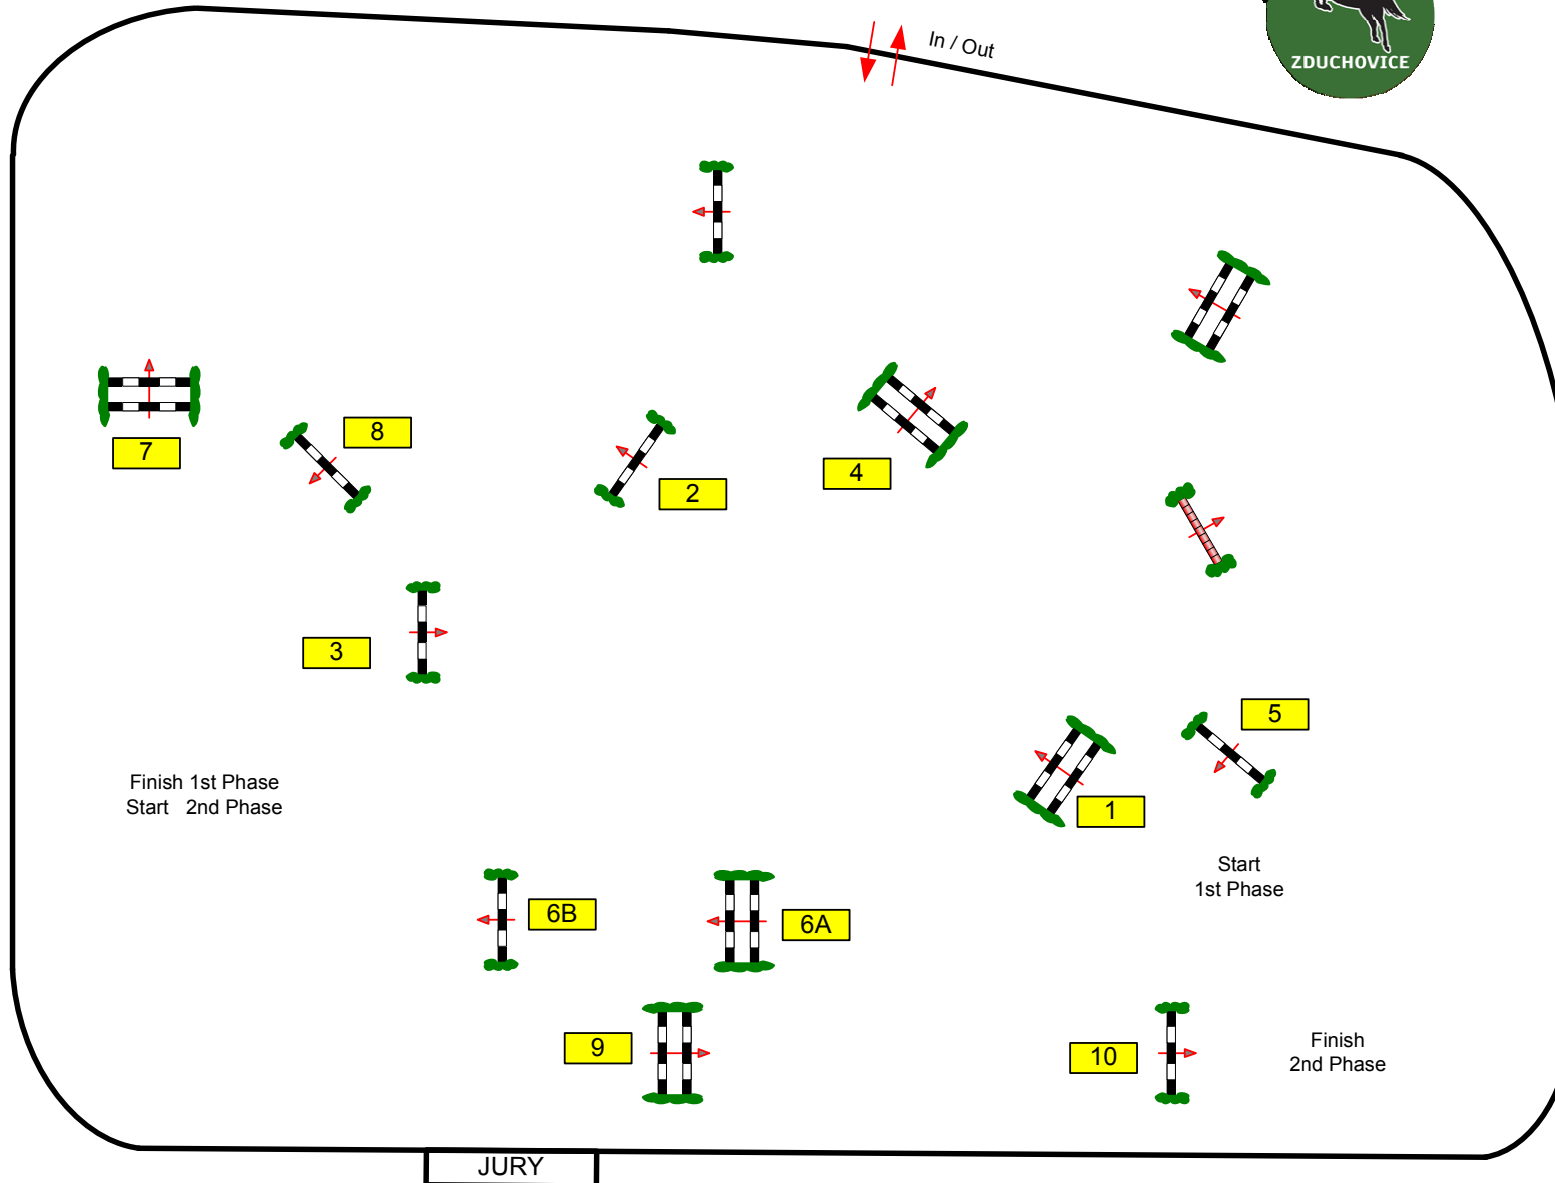 In / Out
ZDUCHOVICE
7
8
2
4
3
5
1
Finish 1st Phase
Start 2nd Phase
Start
1st Phase
6B
6A
9
10
Finish
2nd Phase
JURY